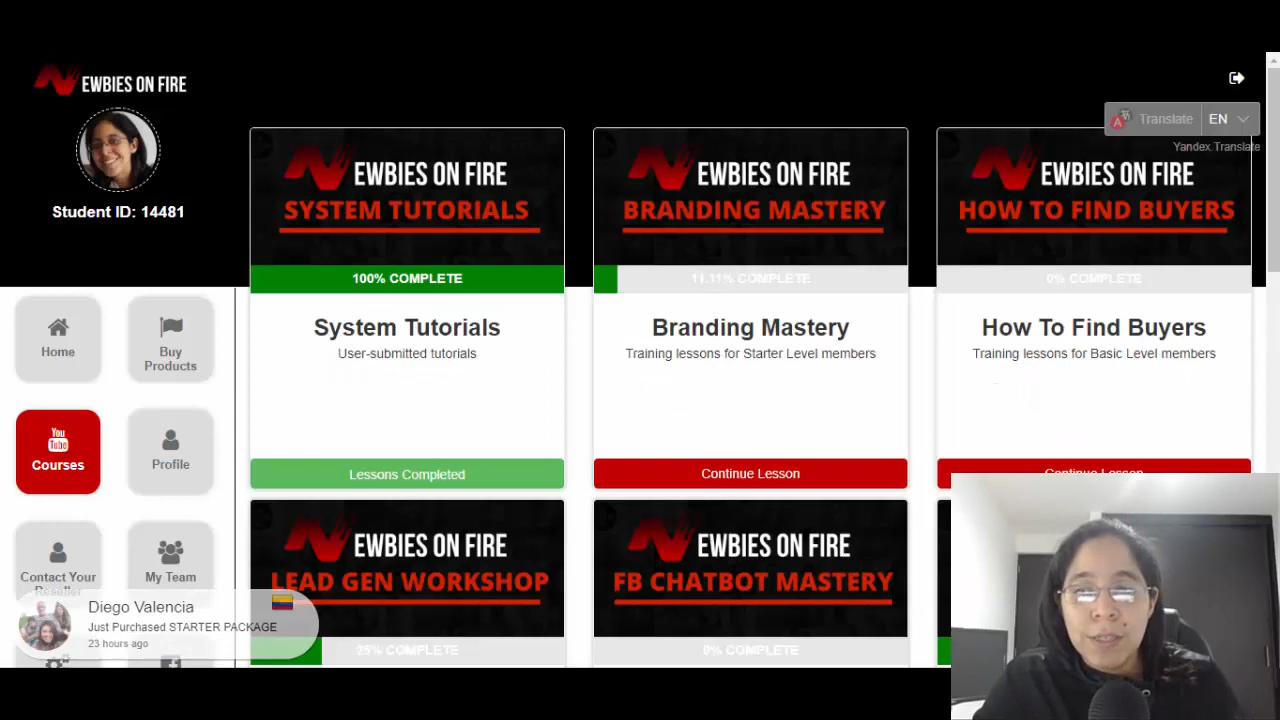 EWBIES ON FIRE
Student ID: 14481
Home
Buy
Products
You
Tube
Courses
Profile
Contact Your
Reseller
My Team
Diego Valencia
Just Purchased STARTER PACKAGE
23 hours ago
EWBIES ON FIRE
SYSTEM TUTORIALS
100% COMPLETE
System Tutorials
User-submitted tutorials
Lessons Completed
EWBIES ON FIRE
BRANDING MASTERY
11.11% COMPLETE
Branding Mastery
Training lessons for Starter Level members
Continue Lesson
Translate
EN
Yandex.Translate
EWBIES ON FIRE
HOW TO FIND BUYERS
0% COMPLETE
How To Find Buyers
Training lessons for Basic Level members
Continue Lesson
EWBIES ON FIRE
LEAD GEN WORKSHOP
25% COMPLETE
EWBIES ON FIRE
FB CHATBOT MASTERY
0% COMPLETE